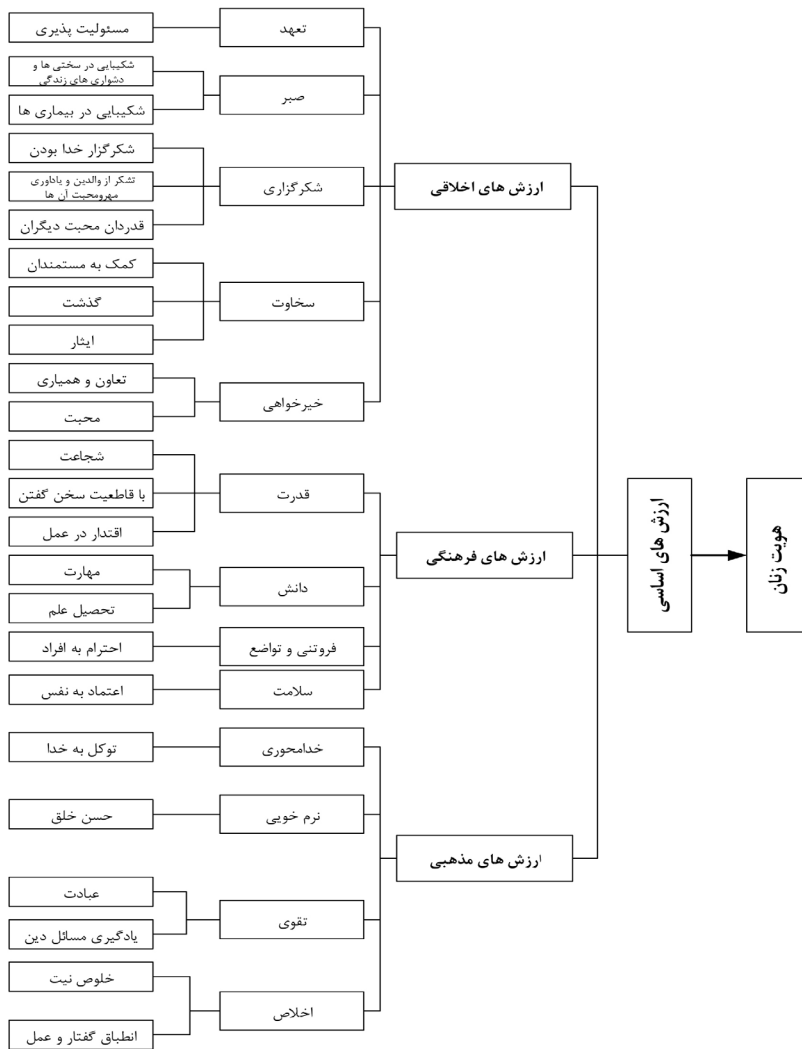 هویت زنان
ارزش های اساسی
ارزش های اخلاقی
تعهد
مسئولیت پذیری
صبر
شکیبایی در سختی ها و
دشواری های زندگی
شکیبایی در بیماری ها
شکرگزاری
شکرگزار خدا بودن
تشکر از والدین و یاداوری
مهرومحبت آن ها
قدردان محبت دیگران
سخاوت
کمک به مستمندان
گذشت
ایثار
خیرخواهی
تعاون و همیاری
محبت
ارزش های فرهنگی
قدرت
شجاعت
با قاطعیت سخن گفتن
اقتدار در عمل
دانش
مهارت
تحصیل علم
فروتنی و تواضع
احترام به افراد
سلامت
اعتماد به نفس
ارزش های مذهبی
خدامحوری
توکل به خدا
نرم خویی
حسن خلق
تقوی
عبادت
یادگیری مسائل دین
اخلاص
خلوص نیت
انطباق گفتار و عمل